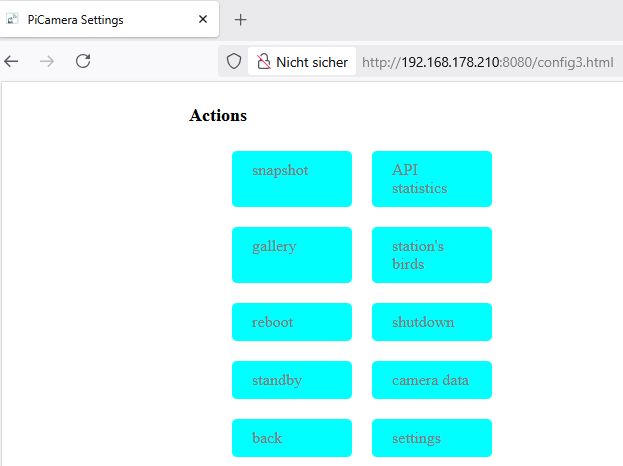 PiCamera Settings
Nicht sicher http://192.168.178.210:8080/config3.html
Actions
snapshot
API
statistics
gallery
station's
birds
reboot
shutdown
standby
camera data
back
settings